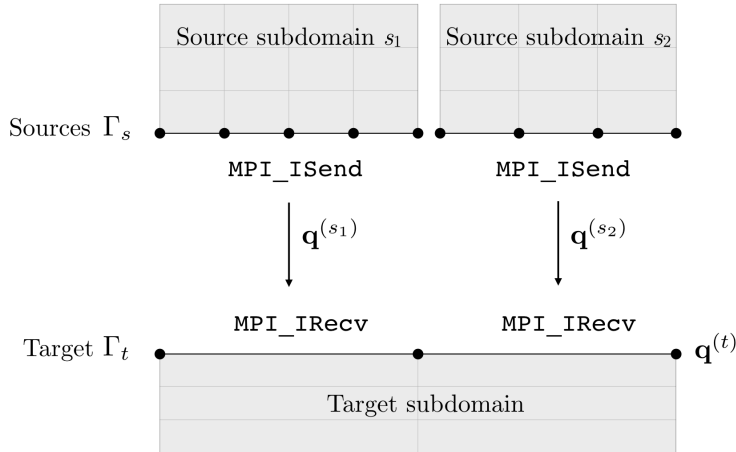 Source subdomain s₁
Source subdomain s₂
Sources Γₛ
MPI_ISend
MPI_ISend
q⁽ˢ₁⁾
q⁽ˢ₂⁾
MPI_IRecv
MPI_IRecv
Target Γₜ
q⁽ᵗ⁾
Target subdomain